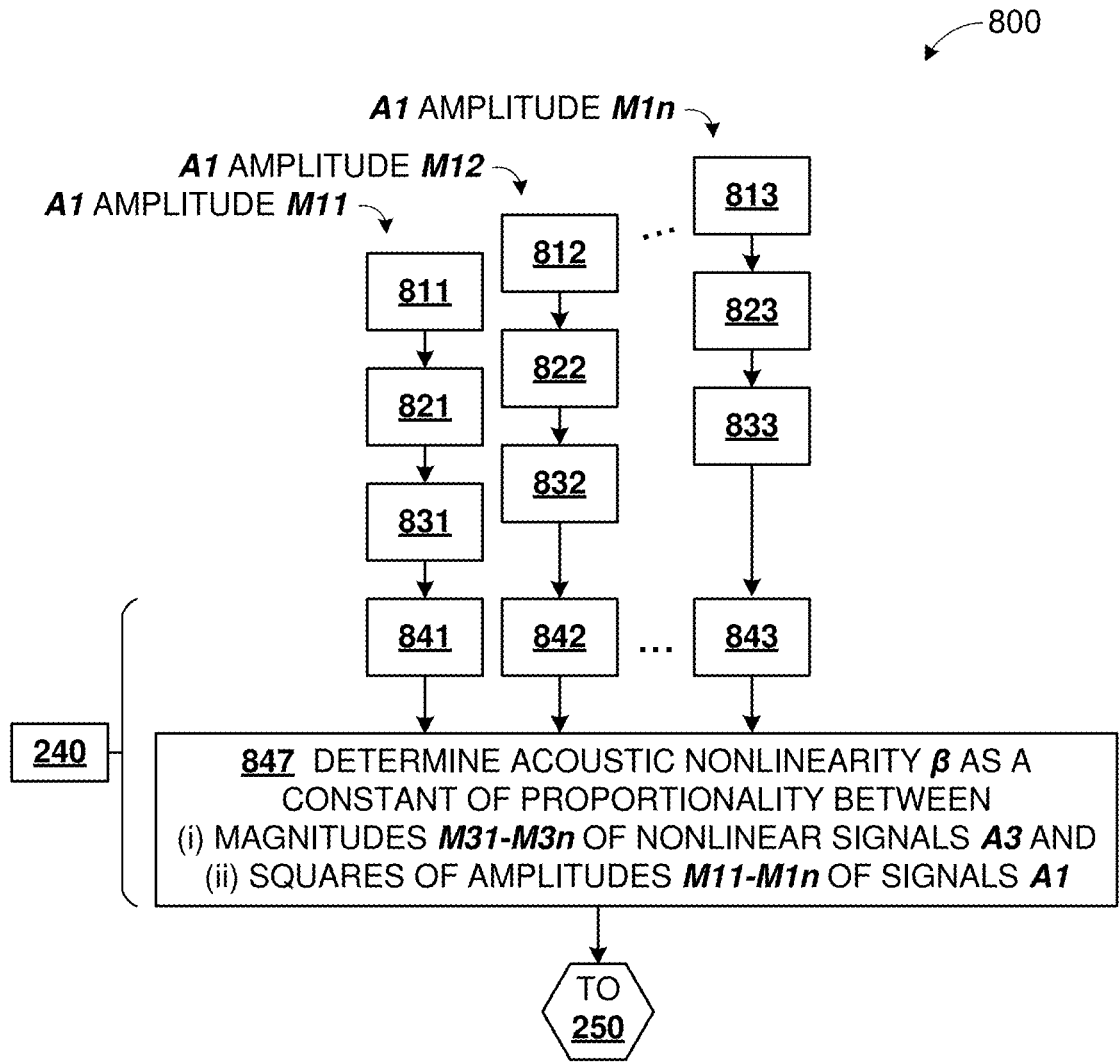 800
A1 AMPLITUDE M1n
A1 AMPLITUDE M12
A1 AMPLITUDE M11
813
...
812
811
823
822
821
833
832
831
841
842
...
843
240
847 DETERMINE ACOUSTIC NONLINEARITY β AS A
CONSTANT OF PROPORTIONALITY BETWEEN
(i) MAGNITUDES M31-M3n OF NONLINEAR SIGNALS A3 AND
(ii) SQUARES OF AMPLITUDES M11-M1n OF SIGNALS A1
TO
250